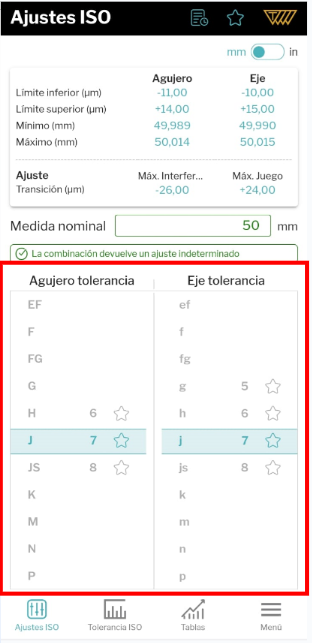 Ajustes ISO
mm in
Agujero Eje
Límite inferior (µm) -11,00 -10,00
Límite superior (µm) +14,00 +15,00
Mínimo (mm) 49,989 49,990
Máximo (mm) 50,014 50,015
Ajuste Máx. Interfer... Máx. Juego
Transición (µm) -26,00 +24,00
Medida nominal 50 mm
La combinación devuelve un ajuste indeterminado
Agujero tolerancia Eje tolerancia
EF ef
F f
FG fg
G g 5
H 6 h 6
J 7 j 7
JS 8 js 8
K k
M m
N n
P p
Ajustes ISO Tolerancia ISO Tablas Menú